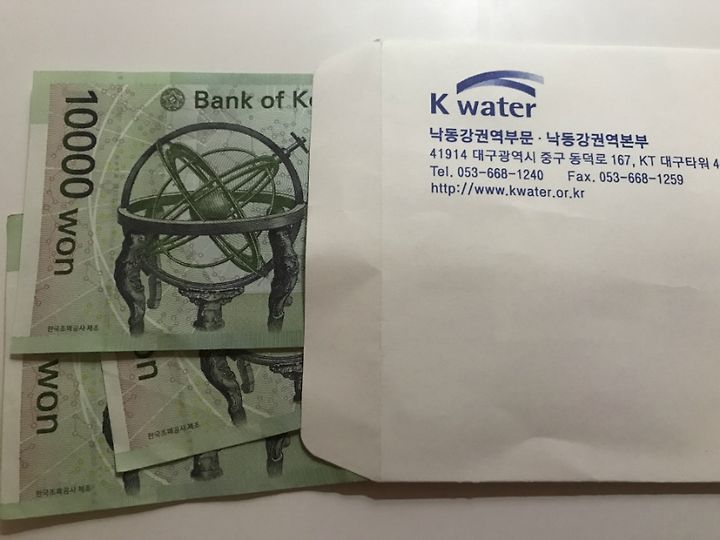 Bank of Ko
10000 won
한국조폐공사 제조
won
한국조폐공사 제조
won
한국조폐공사 제조
K water
낙동강권역부문 · 낙동강권역본부
41914 대구광역시 중구 동덕로 167, KT 대구타워 4
Tel. 053-668-1240 Fax. 053-668-1259
http://www.kwater.or.kr